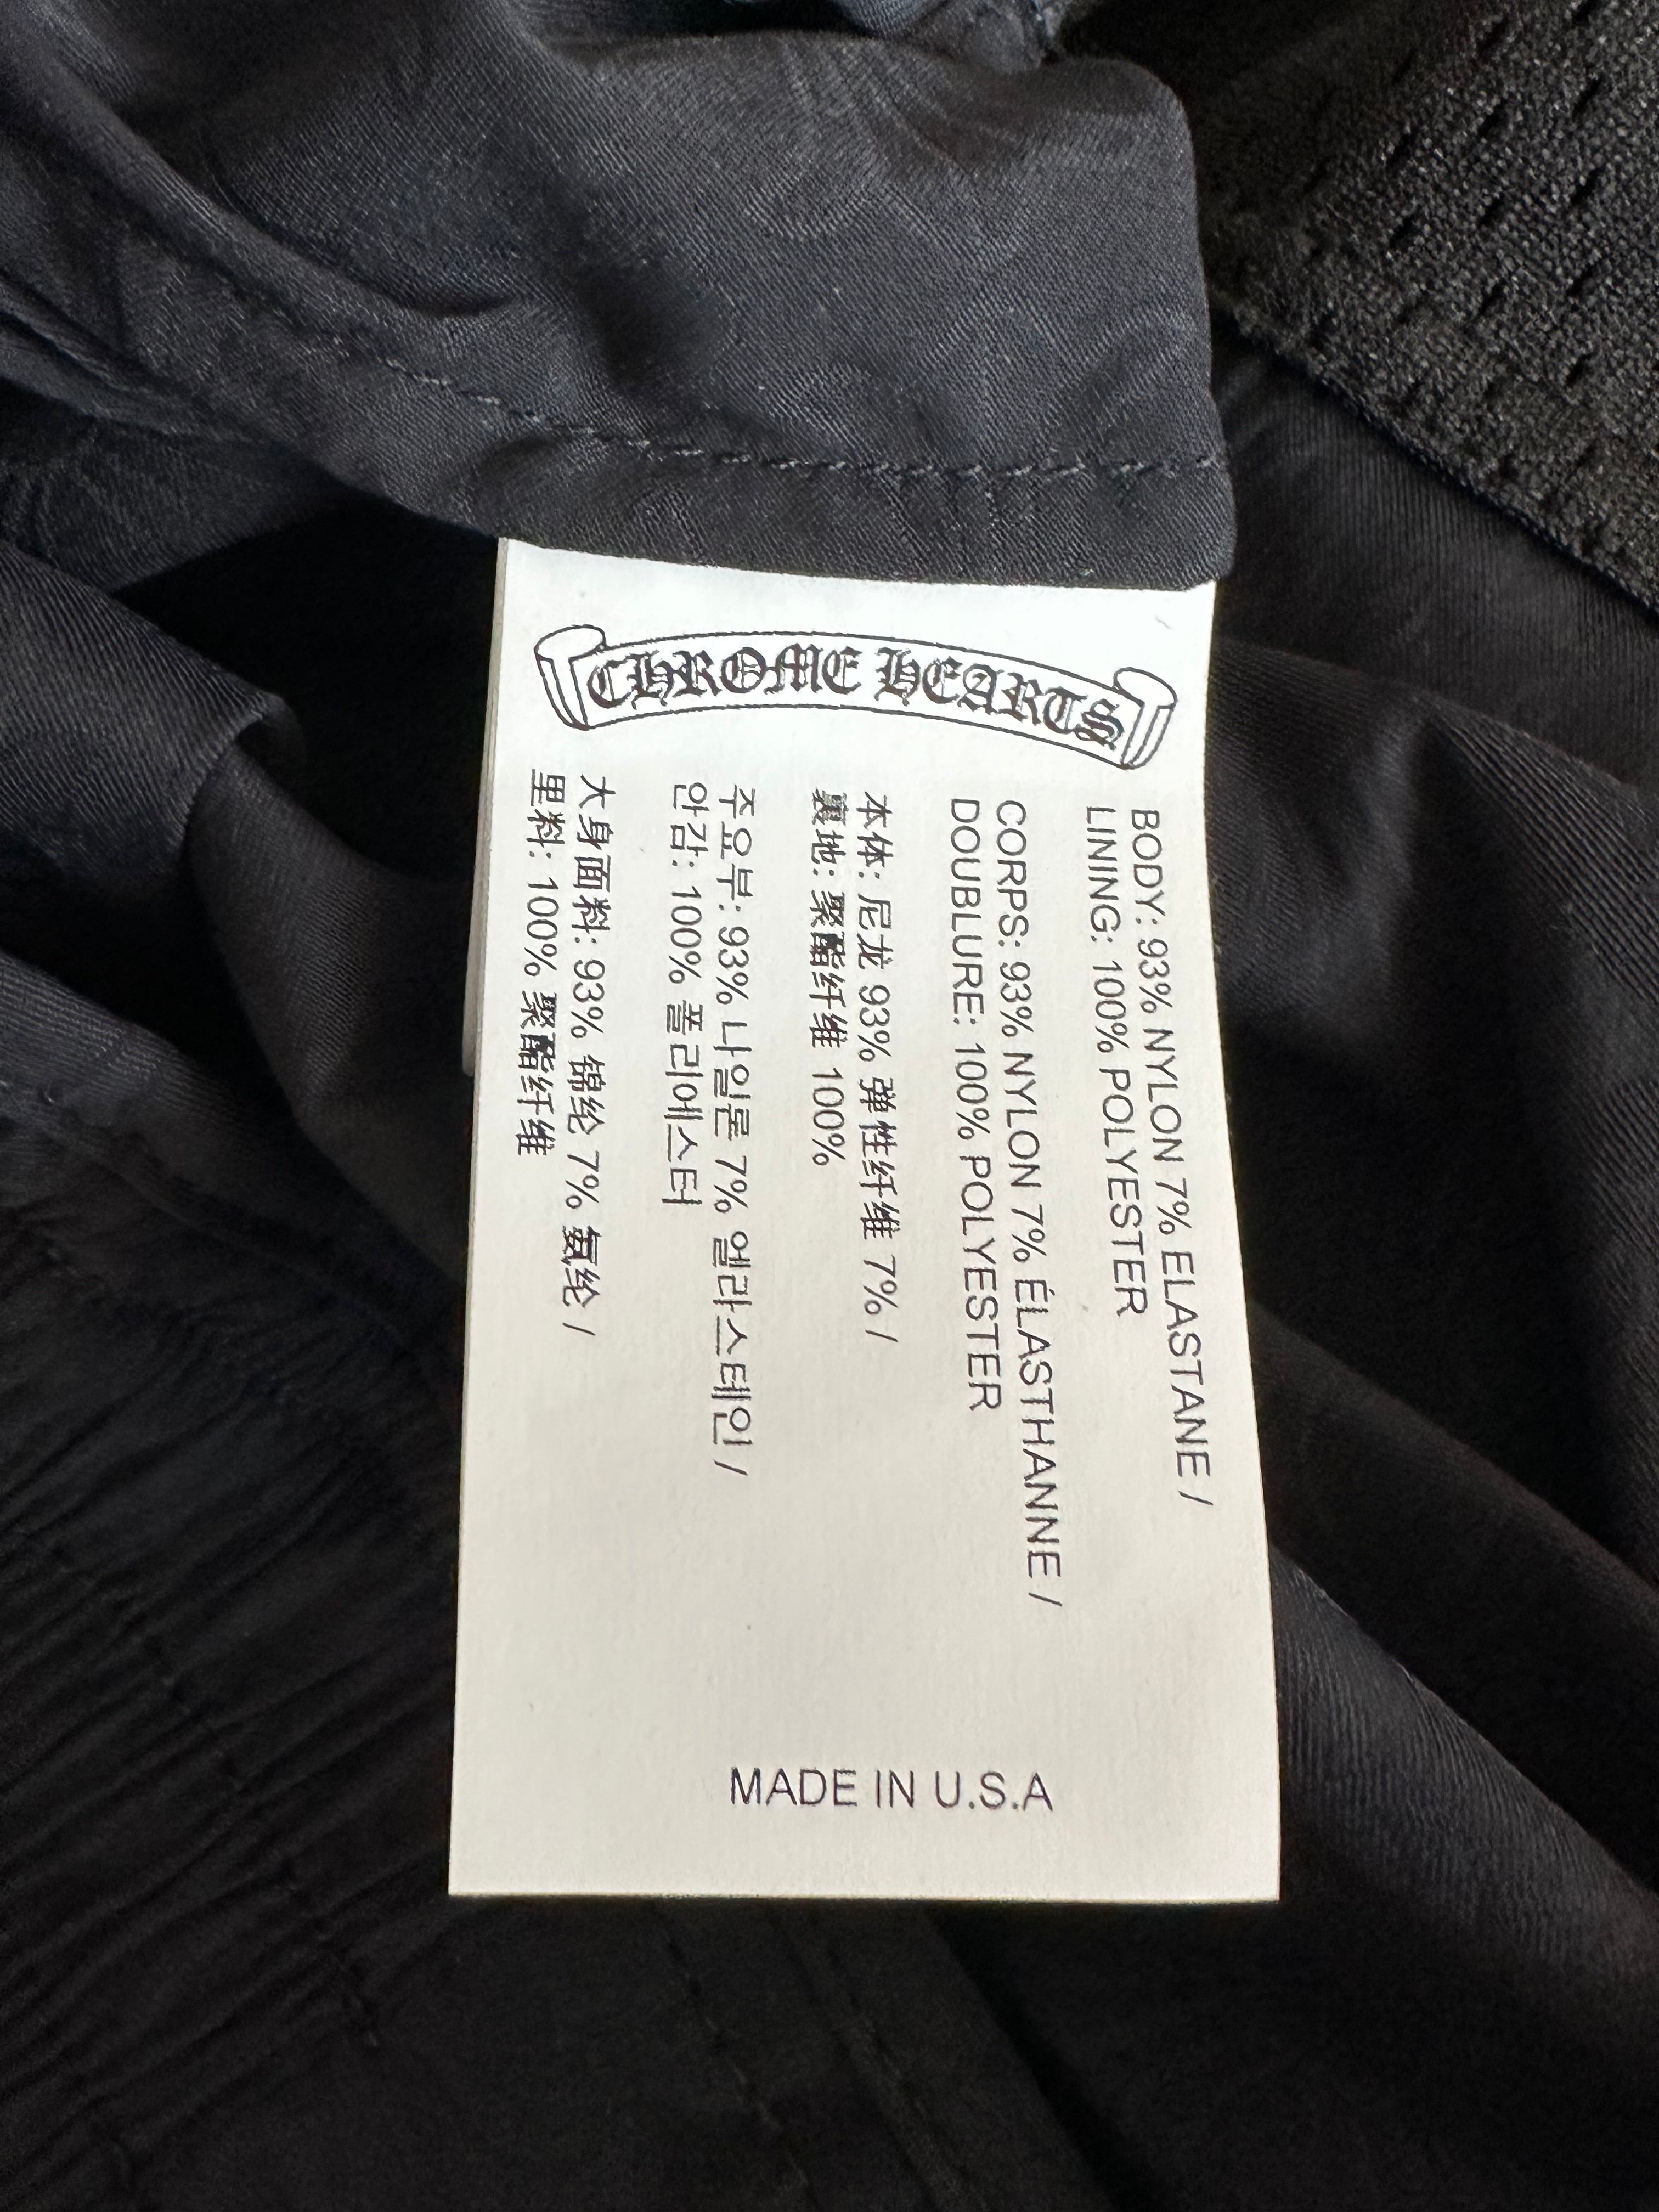 CHROME HEARTS
BODY: 93% NYLON 7% ELASTANE /
LINING: 100% POLYESTER
CORPS: 93% NYLON 7% ÉLASTHANNE /
DOUBLURE: 100% POLYESTER
本体: 尼龙 93% 弹性纤维 7% /
裏地: 聚酯纤维 100%
주요부: 93% 나일론 7% 엘라스테인 /
안감: 100% 폴리에스터
大身面料: 93% 锦纶 7% 氨纶 /
里料: 100% 聚酯纤维
MADE IN U.S.A